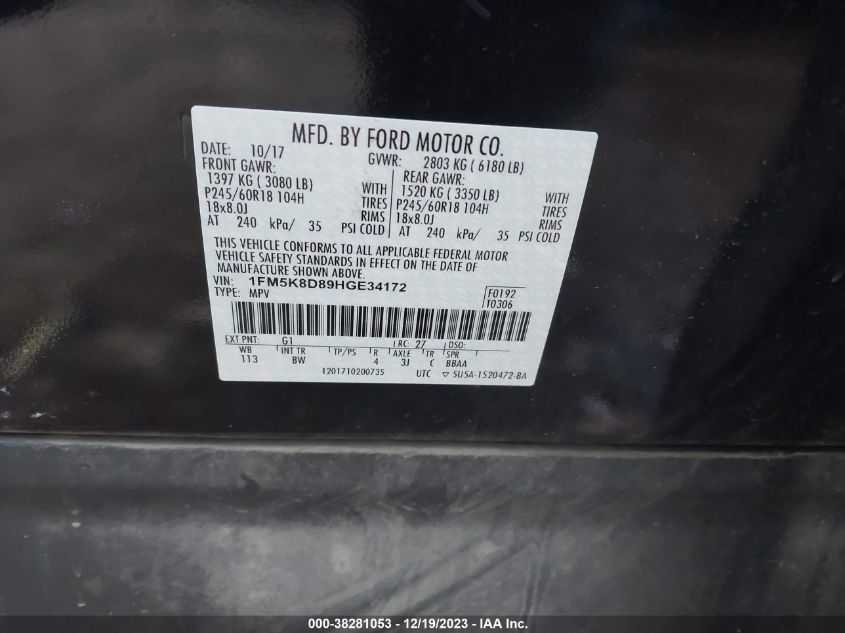 MFD. BY FORD MOTOR CO.
DATE: 10/17 GVWR: 2803 KG ( 6180 LB)
FRONT GAWR: REAR GAWR:
1397 KG ( 3080 LB) WITH 1520 KG ( 3350 LB) WITH
P245/60R18 104H TIRES P245/60R18 104H TIRES
18x8.0J RIMS 18x8.0J RIMS
AT 240 kPa/ 35 PSI COLD AT 240 kPa/ 35 PSI COLD
THIS VEHICLE CONFORMS TO ALL APPLICABLE FEDERAL MOTOR
VEHICLE SAFETY STANDARDS IN EFFECT ON THE DATE OF
MANUFACTURE SHOWN ABOVE.
VIN: 1FM5K8D89HGE34172 F0192
TYPE: MPV T0306
EXT PNT: G1 RC: 27 DSO:
WB INT TR TP/PS R AXLE TR SPR
113 BW 4 3J C BBAA
1201710200735 UTC ▽ 5U5A-1520472-BA
000-38281053 - 12/19/2023 - IAA Inc.